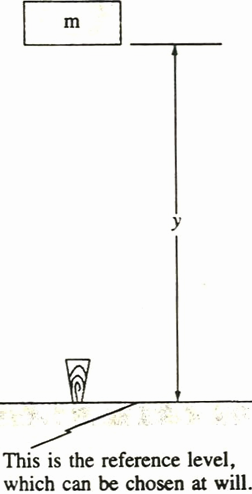 m
y
This is the reference level,
which can be chosen at will.